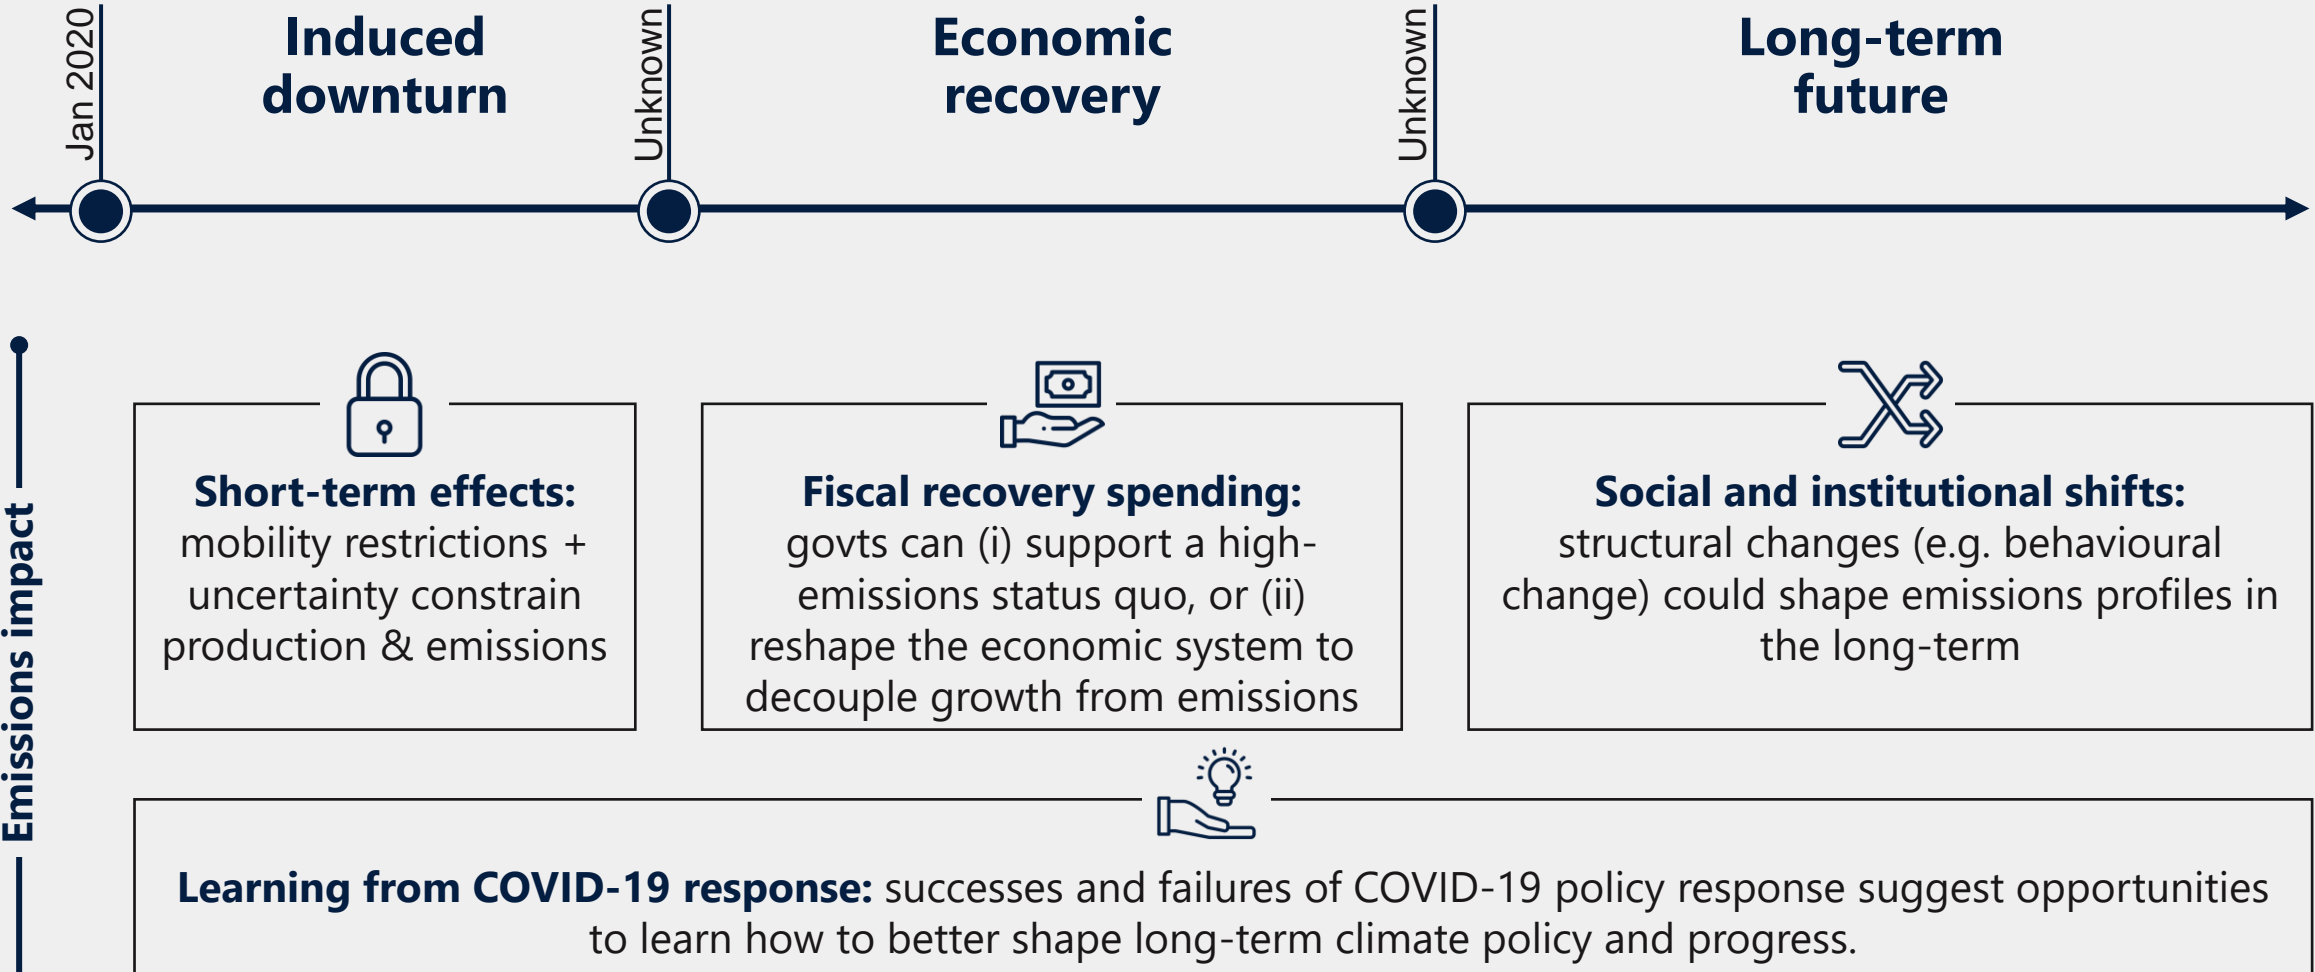 Jan 2020
Induced
downturn
Unknown
Economic
recovery
Unknown
Long-term
future
Emissions impact
Short-term effects:
mobility restrictions +
uncertainty constrain
production & emissions
Fiscal recovery spending:
govts can (i) support a high-
emissions status quo, or (ii)
reshape the economic system to
decouple growth from emissions
Social and institutional shifts:
structural changes (e.g. behavioural
change) could shape emissions profiles in
the long-term
Learning from COVID-19 response: successes and failures of COVID-19 policy response suggest opportunities
to learn how to better shape long-term climate policy and progress.